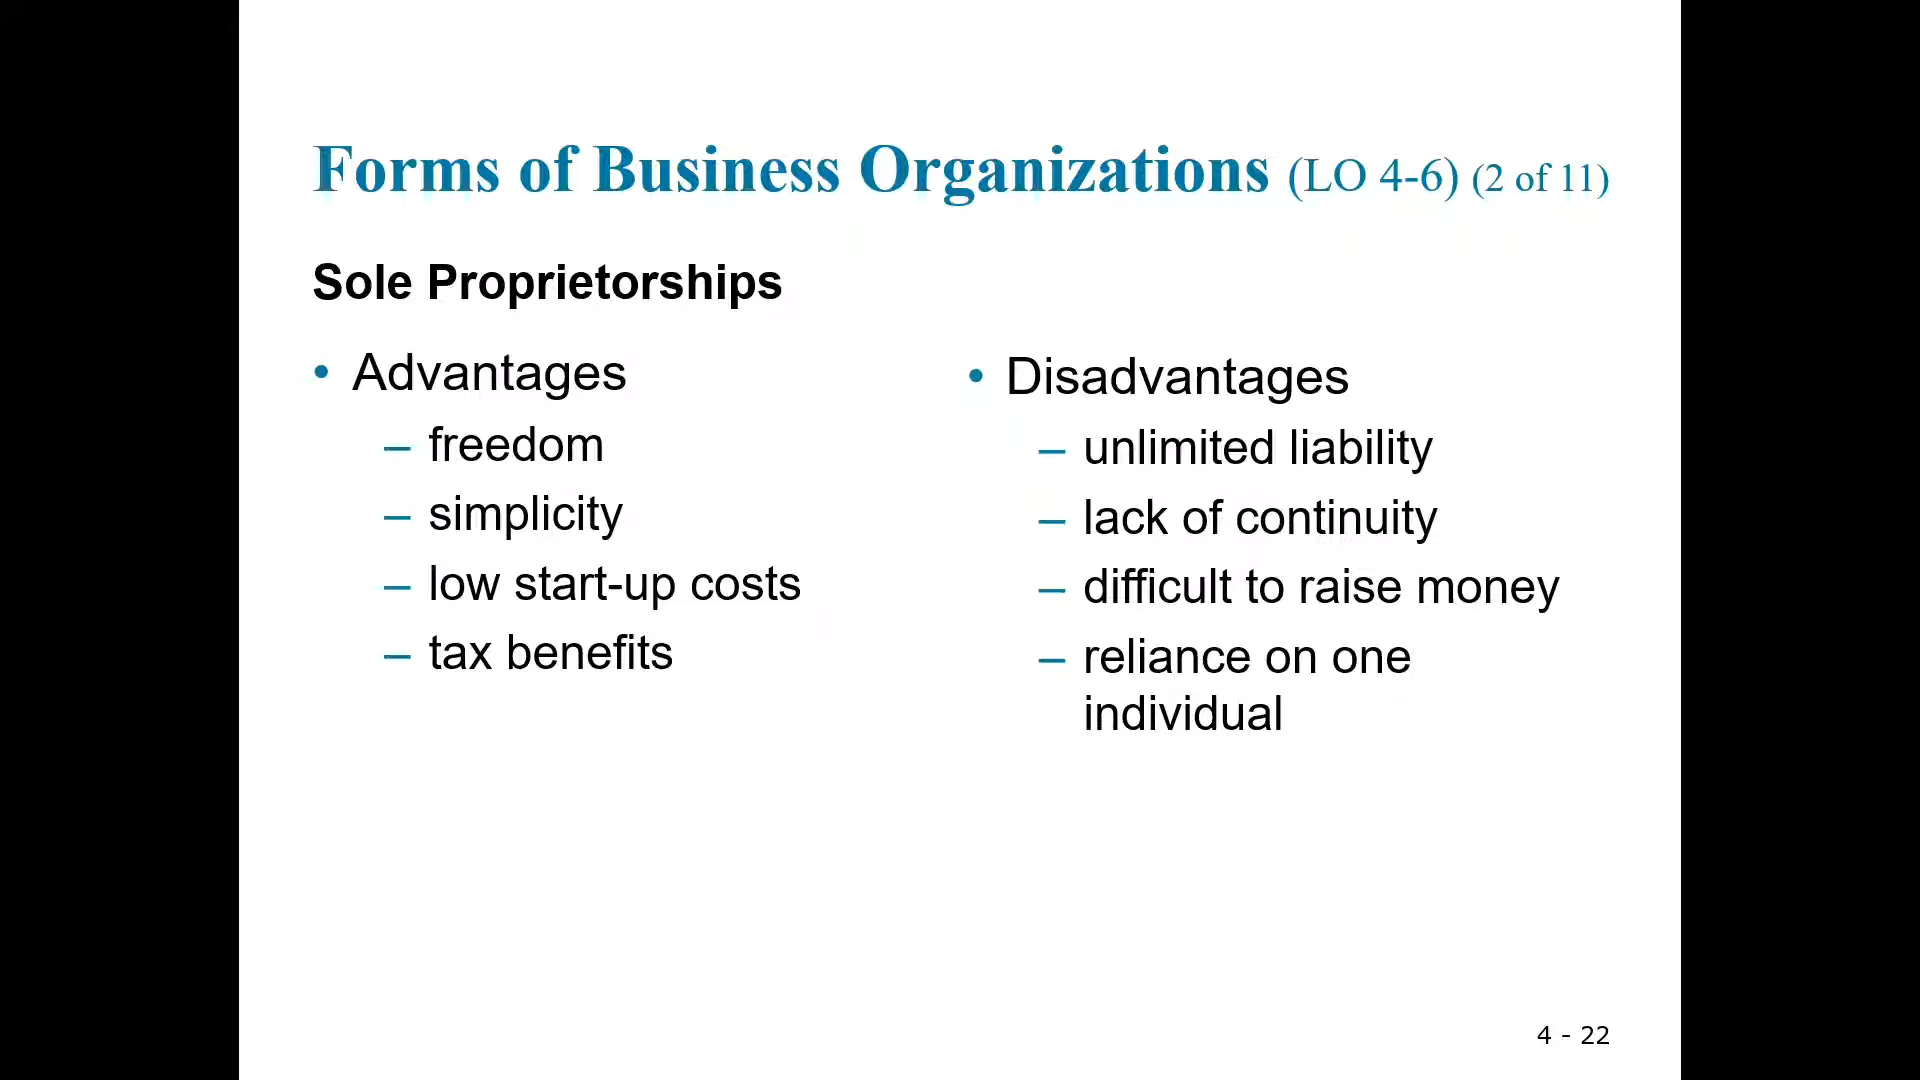 Forms of Business Organizations (LO 4-6) (2 of 11)
Sole Proprietorships
• Advantages
– freedom
– simplicity
– low start-up costs
– tax benefits
• Disadvantages
– unlimited liability
– lack of continuity
– difficult to raise money
– reliance on one
individual
4 - 22